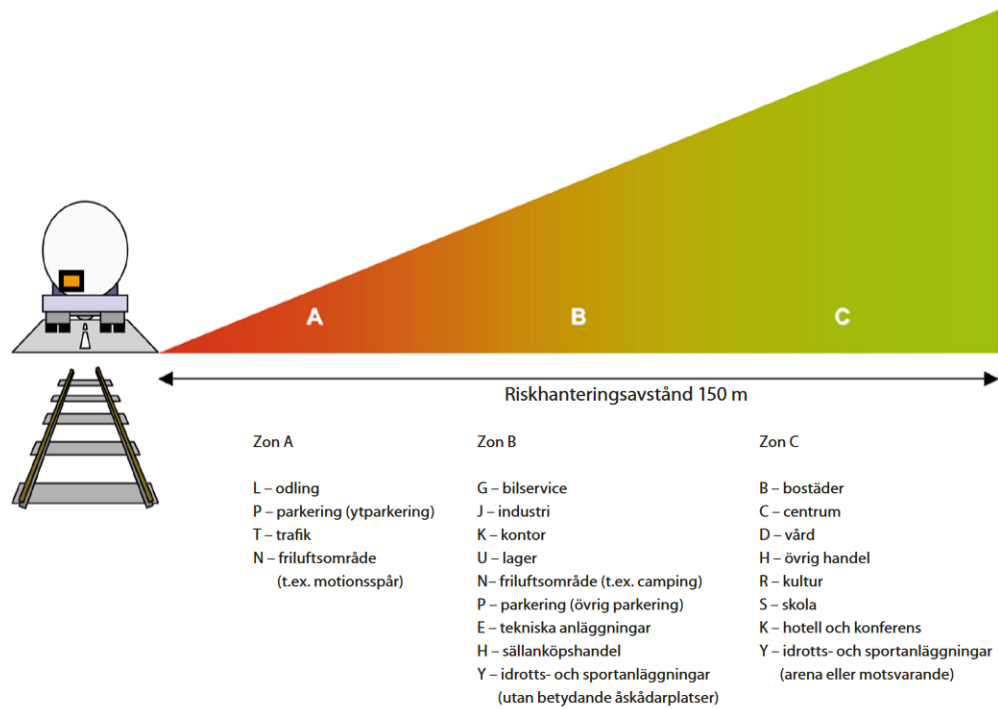 A
B
C
Riskhanteringsavstånd 150 m
Zon A
L – odling
P – parkering (ytparkering)
T – trafik
N – friluftsområde
(t.ex. motionsspår)
Zon B
G – bilservice
J – industri
K – kontor
U – lager
N– friluftsområde (t.ex. camping)
P – parkering (övrig parkering)
E – tekniska anläggningar
H – sällanköpshandel
Y – idrotts- och sportanläggningar
(utan betydande åskådarplatser)
Zon C
B – bostäder
C – centrum
D – vård
H – övrig handel
R – kultur
S – skola
K – hotell och konferens
Y – idrotts- och sportanläggningar
(arena eller motsvarande)